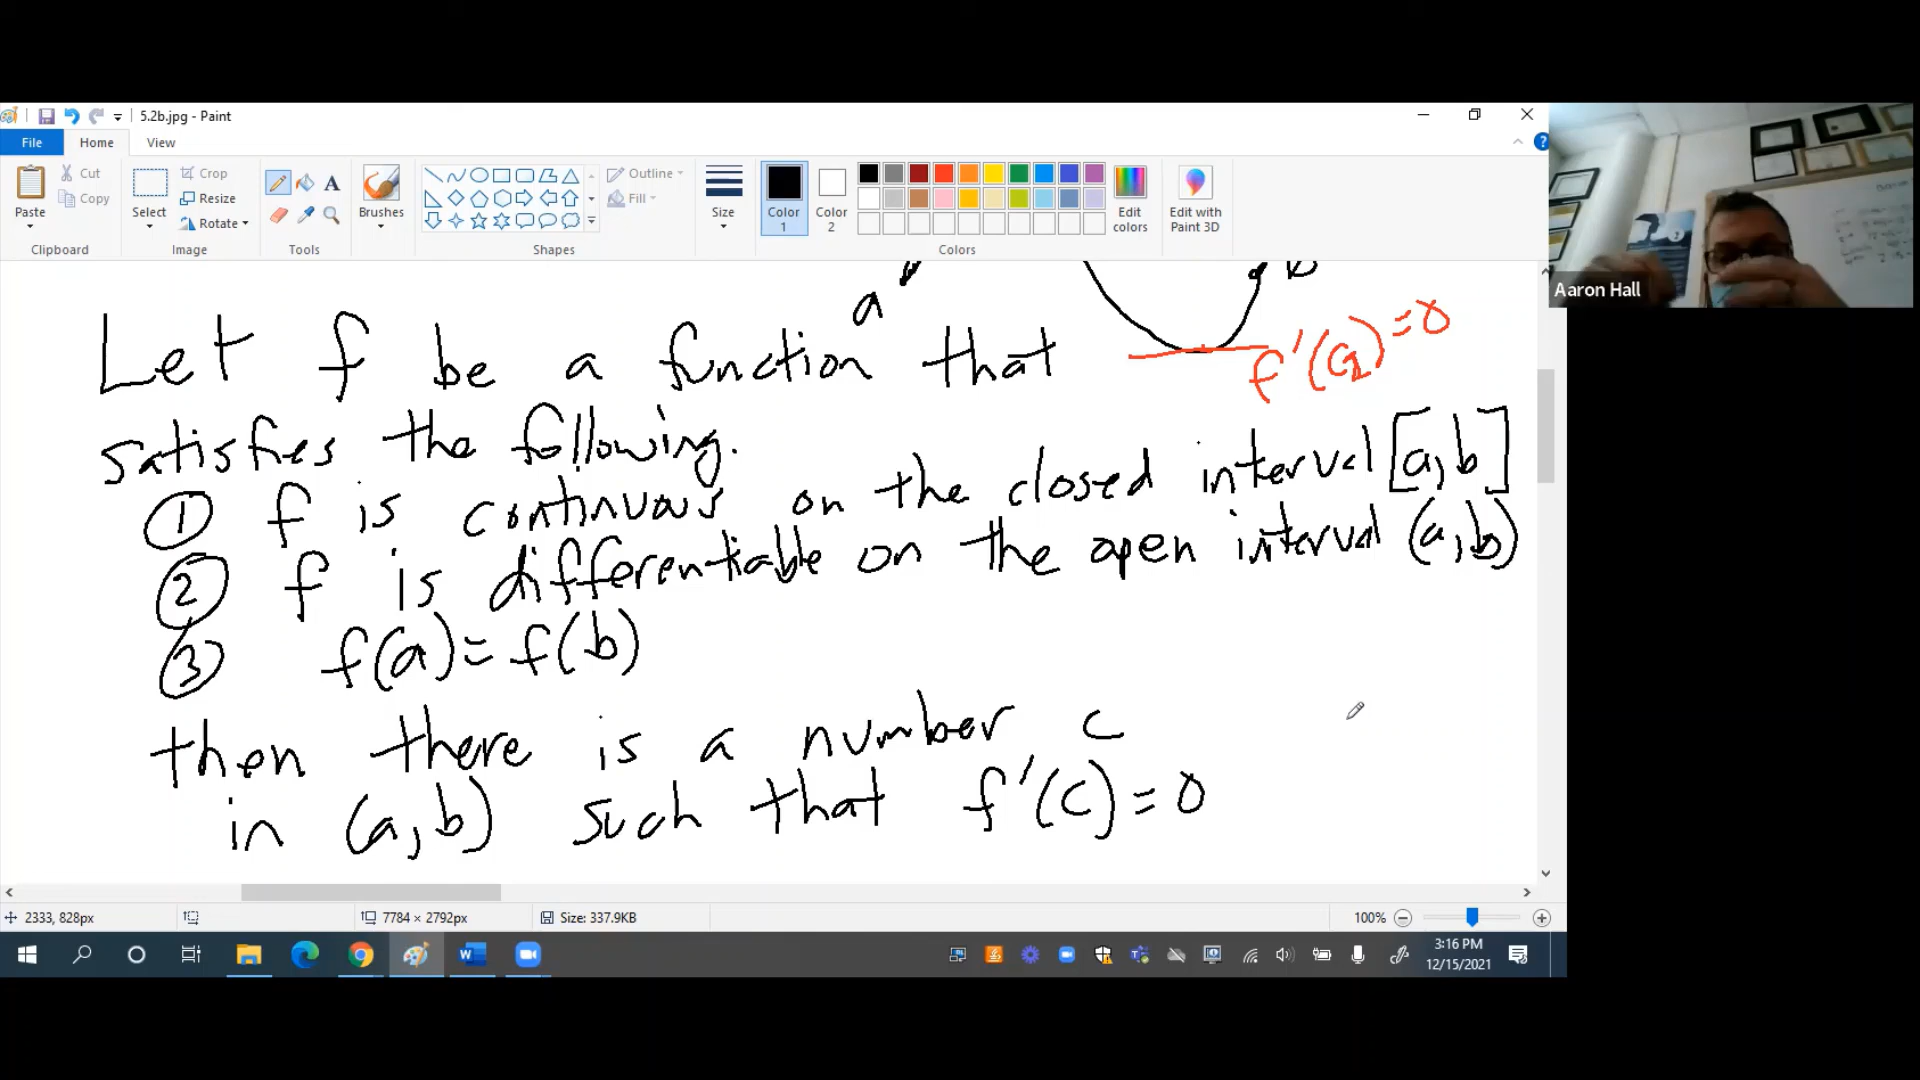 5.2b.jpg - Paint
File Home View
Paste
Cut
Copy
Clipboard
Select
Crop
Resize
Rotate
Image
Tools
Brushes
Shapes
Outline
Fill
Size
Color 1
Color 2
Colors
Edit colors
Edit with Paint 3D
Aaron Hall
a
b
Let f be a function that
f'(c₂)=0
satisfies the following.
① f is continuous on the closed interval [a,b]
② f is differentiable on the open interval (a,b)
③ f(a)=f(b)
then there is a number c
in (a,b) such that f'(c)=0
2333, 828px
7784 × 2792px
Size: 337.9KB
100%
3:16 PM
12/15/2021